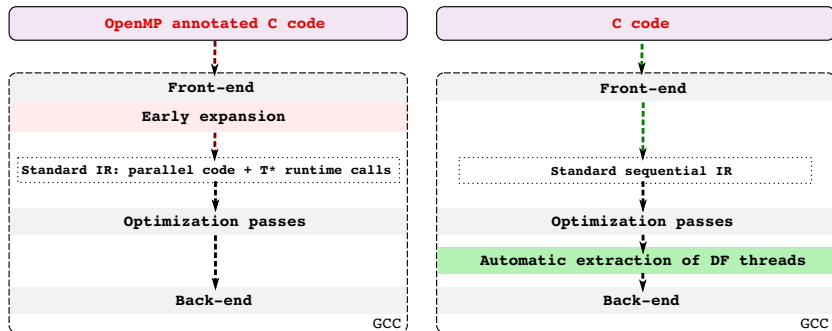 OpenMP annotated C code
Front-end
Early expansion
Standard IR: parallel code + T* runtime calls
Optimization passes
Back-end
GCC
C code
Front-end
Standard sequential IR
Optimization passes
Automatic extraction of DF threads
Back-end
GCC